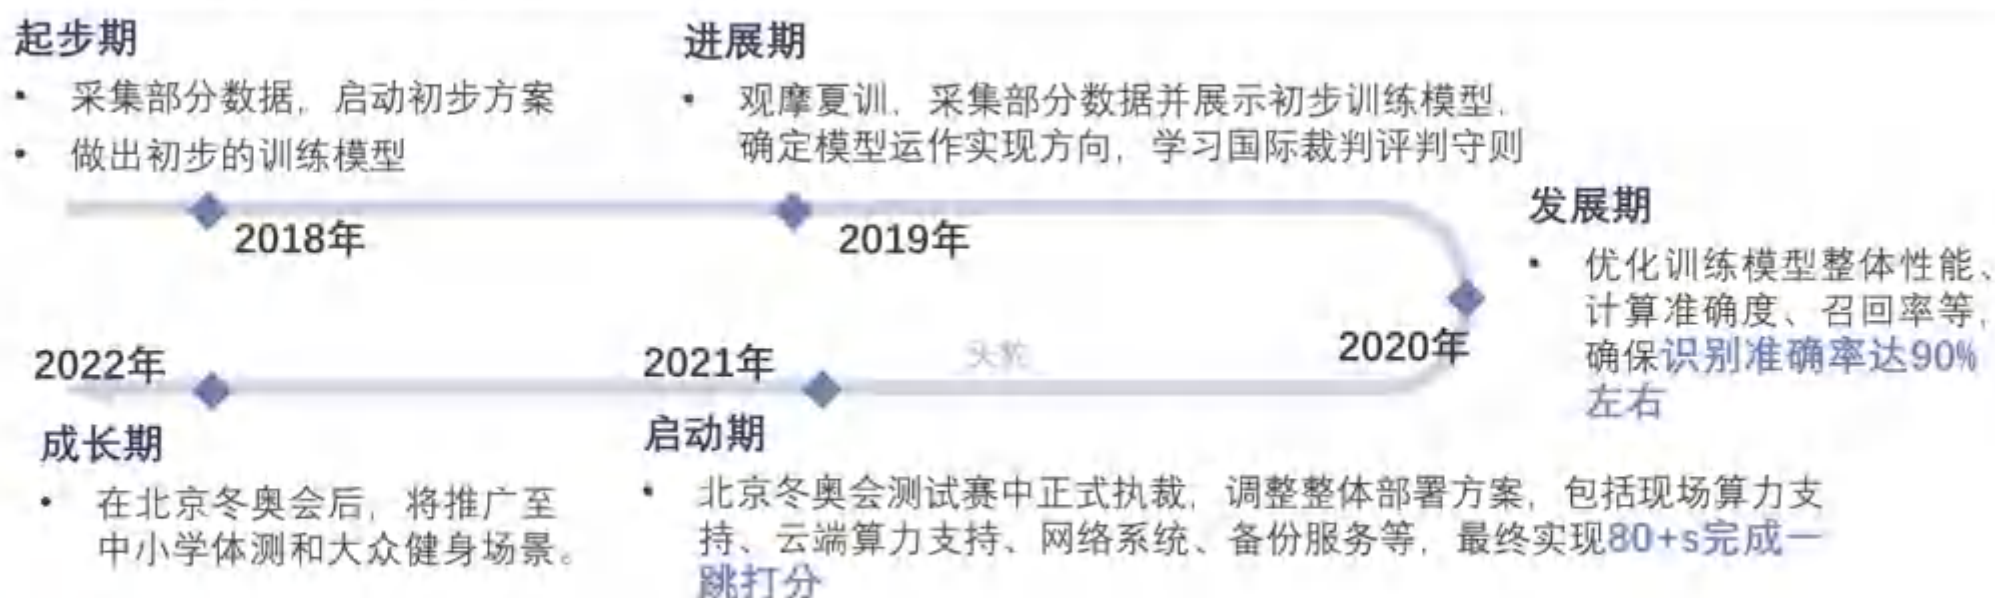 起步期
• 采集部分数据，启动初步方案
• 做出初步的训练模型
2018年
进展期
• 观摩夏训，采集部分数据并展示初步训练模型，
确定模型运作实现方向，学习国际裁判评判守则
2019年
发展期
• 优化训练模型整体性能、
计算准确度、召回率等，
确保识别准确率达90%
左右
2020年
头豹
2021年
启动期
• 北京冬奥会测试赛中正式执裁，调整整体部署方案，包括现场算力支
持、云端算力支持、网络系统、备份服务等，最终实现80+s完成一
跳打分
2022年
成长期
• 在北京冬奥会后，将推广至
中小学体测和大众健身场景。